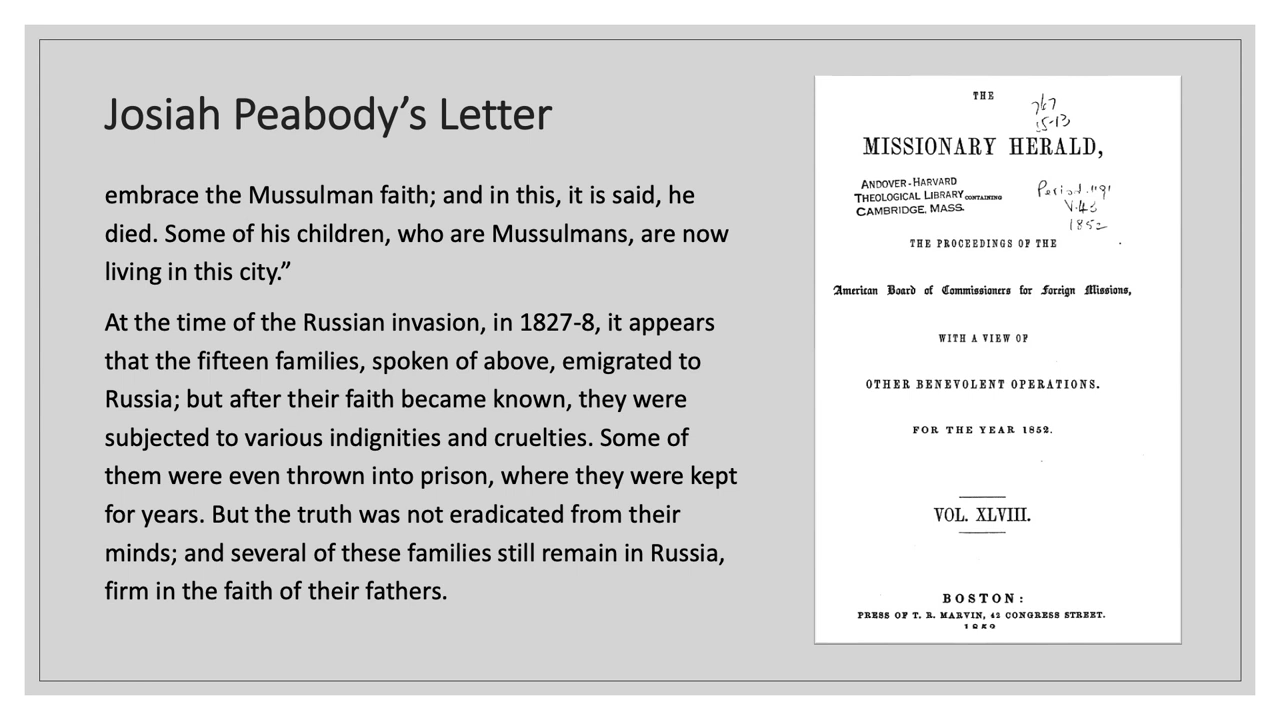 Josiah Peabody’s Letter
embrace the Mussulman faith; and in this, it is said, he
died. Some of his children, who are Mussulmans, are now
living in this city.”
At the time of the Russian invasion, in 1827-8, it appears
that the fifteen families, spoken of above, emigrated to
Russia; but after their faith became known, they were
subjected to various indignities and cruelties. Some of
them were even thrown into prison, where they were kept
for years. But the truth was not eradicated from their
minds; and several of these families still remain in Russia,
firm in the faith of their fathers.
THE
MISSIONARY HERALD,
ANDOVER-HARVARD
THEOLOGICAL LIBRARY
CAMBRIDGE, MASS.
CONTAINING
1852
THE PROCEEDINGS OF THE
American Board of Commissioners for Foreign Missions,
WITH A VIEW OF
OTHER BENEVOLENT OPERATIONS.
FOR THE YEAR 1852.
VOL. XLVIII.
BOSTON:
PRESS OF T. R. MARVIN, 42 CONGRESS STREET.